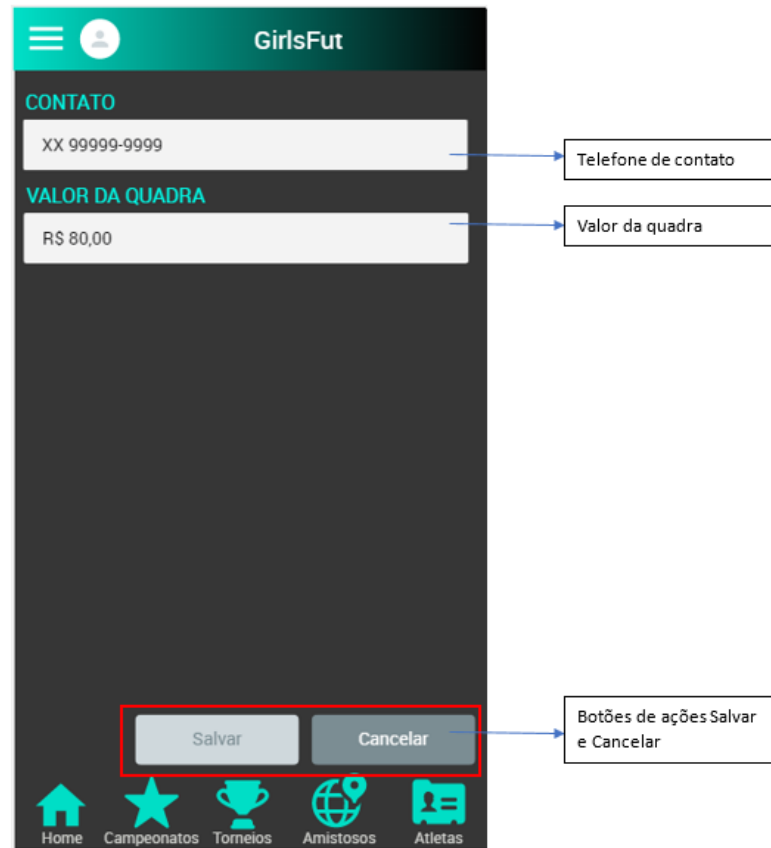 GirlsFut
CONTATO
XX 99999-9999
Telefone de contato
VALOR DA QUADRA
R$ 80,00
Valor da quadra
Salvar
Cancelar
Botões de ações Salvar
e Cancelar
Home
Campeonatos
Torneios
Amistosos
Atletas